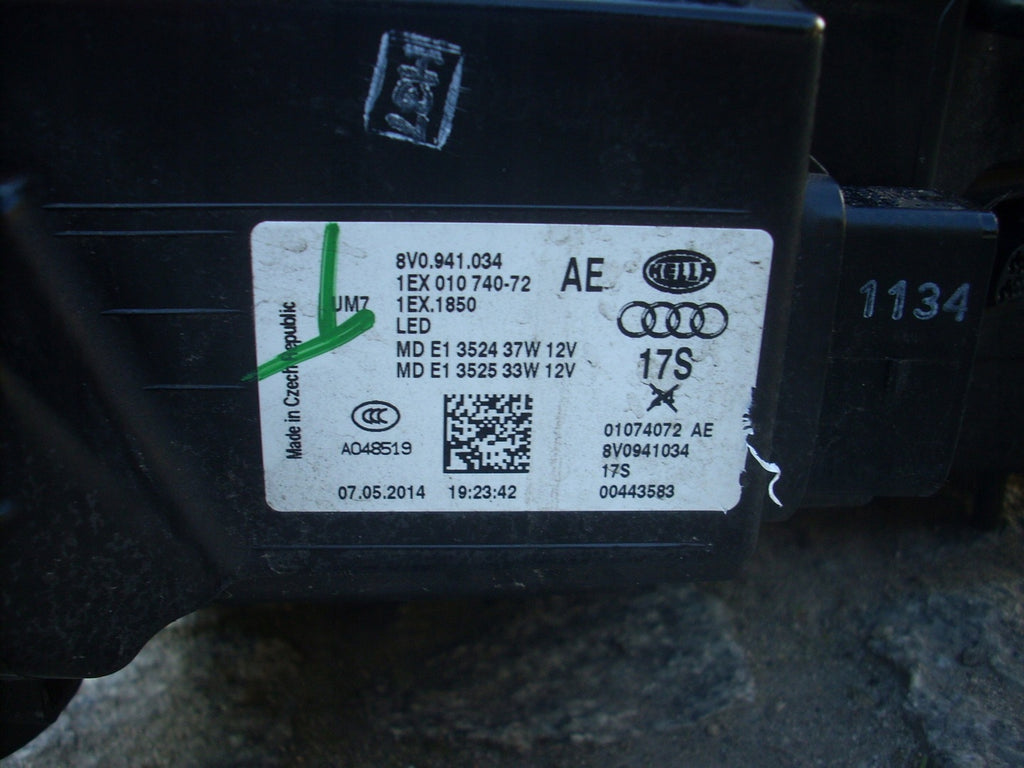 8V0.941.034
1EX 010 740-72
1EX.1850
LED
MD E1 3524 37W 12V
MD E1 3525 33W 12V
AE
HELLA
17S
UM7
Made in Czech Republic
CCC
A048519
07.05.2014 19:23:42
01074072 AE
8V0941034
17S
00443583
1134